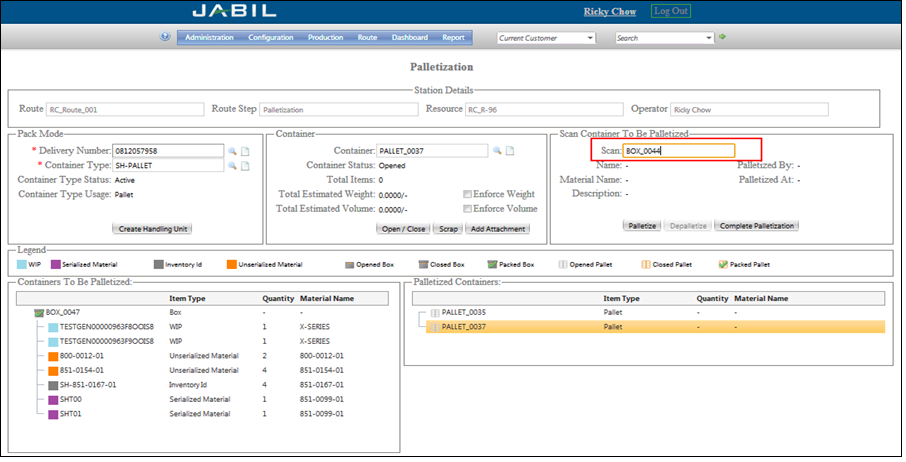 JABIL
Ricky Chow Log Out
Administration Configuration Production Route Dashboard Report Current Customer Search
Palletization
Station Details
Route RC_Route_001 Route Step Palletization Resource RC_R-96 Operator Ricky Chow
Pack Mode
* Delivery Number: 0812057958
* Container Type: SH-PALLET
Container Type Status: Active
Container Type Usage: Pallet
Create Handling Unit
Container
Container: PALLET_0037
Container Status: Opened
Total Items: 0
Total Estimated Weight: 0.0000/- Enforce Weight
Total Estimated Volume: 0.0000/- Enforce Volume
Open / Close Scrap Add Attachment
Scan Container To Be Palletized
Scan: BOX_0044
Name: - Palletized By: -
Material Name: - Palletized At: -
Description: -
Palletize Depalletize Complete Palletization
Legend
WIP Serialized Material Inventory Id Unserialized Material Opened Box Closed Box Packed Box Opened Pallet Closed Pallet Packed Pallet
Containers To Be Palletized:
Item Type Quantity Material Name
BOX_0047 Box - -
TESTGEN00000963F8OOIS8 WIP 1 X-SERIES
TESTGEN00000963F9OOIS8 WIP 1 X-SERIES
800-0012-01 Unserialized Material 2 800-0012-01
851-0154-01 Unserialized Material 4 851-0154-01
SH-851-0167-01 Inventory Id 4 851-0167-01
SHT00 Serialized Material 1 851-0099-01
SHT01 Serialized Material 1 851-0099-01
Palletized Containers:
Item Type Quantity Material Name
PALLET_0035 Pallet - -
PALLET_0037 Pallet - -